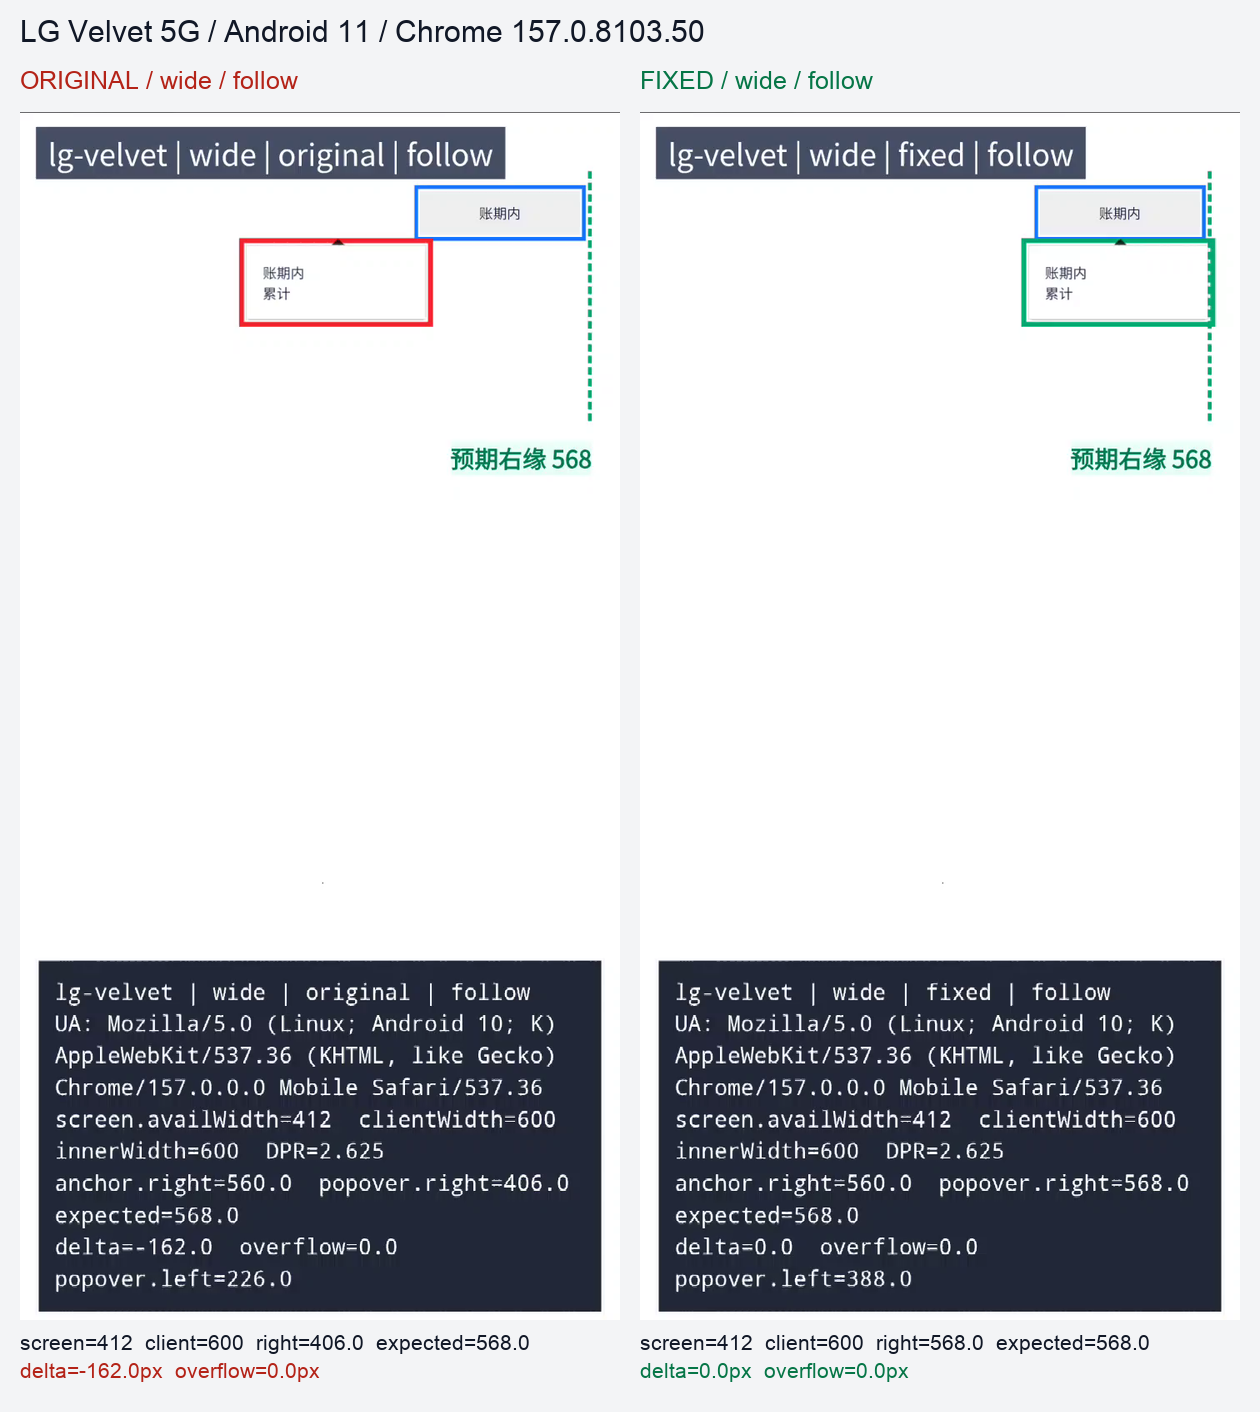 LG Velvet 5G / Android 11 / Chrome 157.0.8103.50
ORIGINAL / wide / follow
lg-velvet | wide | original | follow
账期内
账期内
累计
预期右缘 568
lg-velvet | wide | original | follow
UA: Mozilla/5.0 (Linux; Android 10; K)
AppleWebKit/537.36 (KHTML, like Gecko)
Chrome/157.0.0.0 Mobile Safari/537.36
screen.availWidth=412 clientWidth=600
innerWidth=600 DPR=2.625
anchor.right=560.0 popover.right=406.0
expected=568.0
delta=-162.0 overflow=0.0
popover.left=226.0
screen=412 client=600 right=406.0 expected=568.0
delta=-162.0px overflow=0.0px
FIXED / wide / follow
lg-velvet | wide | fixed | follow
账期内
账期内
累计
预期右缘 568
lg-velvet | wide | fixed | follow
UA: Mozilla/5.0 (Linux; Android 10; K)
AppleWebKit/537.36 (KHTML, like Gecko)
Chrome/157.0.0.0 Mobile Safari/537.36
screen.availWidth=412 clientWidth=600
innerWidth=600 DPR=2.625
anchor.right=560.0 popover.right=568.0
expected=568.0
delta=0.0 overflow=0.0
popover.left=388.0
screen=412 client=600 right=568.0 expected=568.0
delta=0.0px overflow=0.0px